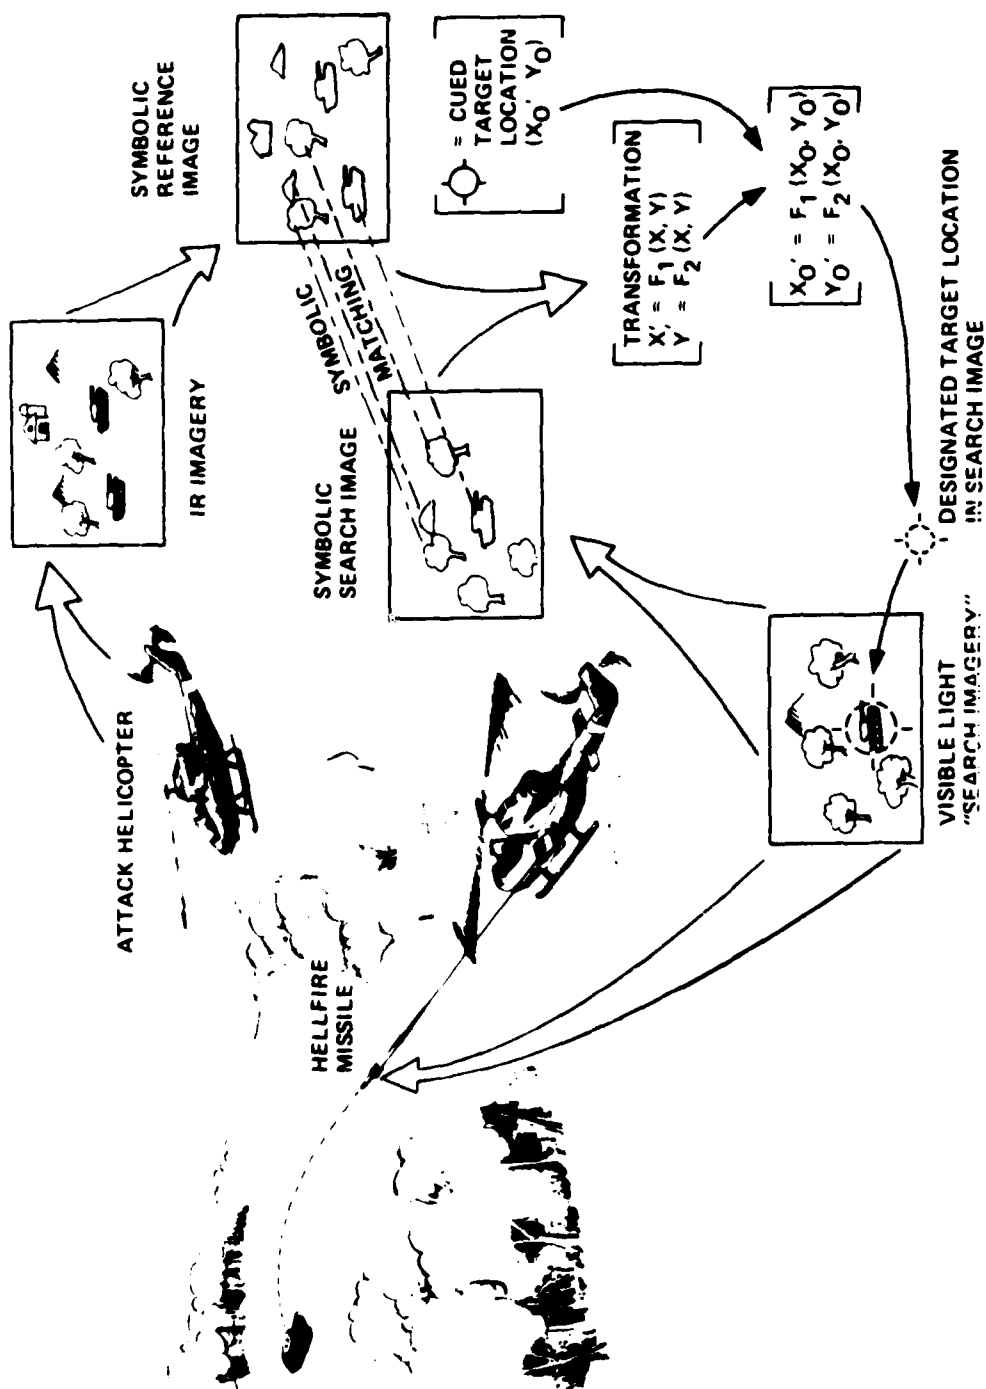 ATTACK HELICOPTER
IR IMAGERY
SYMBOLIC
REFERENCE
IMAGE
HELLFIRE
MISSILE
SYMBOLIC
SEARCH IMAGE
SYMBOLIC
MATCHING
= CUED
TARGET
LOCATION
(X₀' Y₀)
TRANSFORMATION
X' = F₁ (X, Y)
Y' = F₂ (X, Y)
X₀' = F₁ (X₀, Y₀)
Y₀' = F₂ (X₀, Y₀)
VISIBLE LIGHT
"SEARCH IMAGERY"
DESIGNATED TARGET LOCATION
IN SEARCH IMAGE